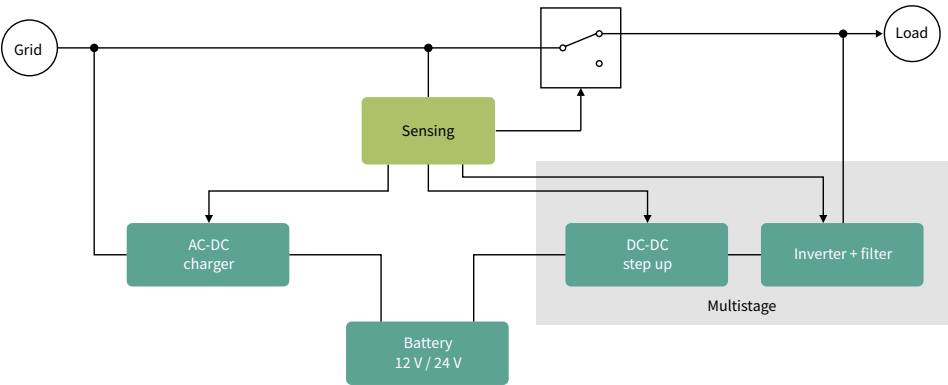 Grid
Load
Sensing
AC-DC
charger
DC-DC
step up
Inverter + filter
Multistage
Battery
12 V / 24 V